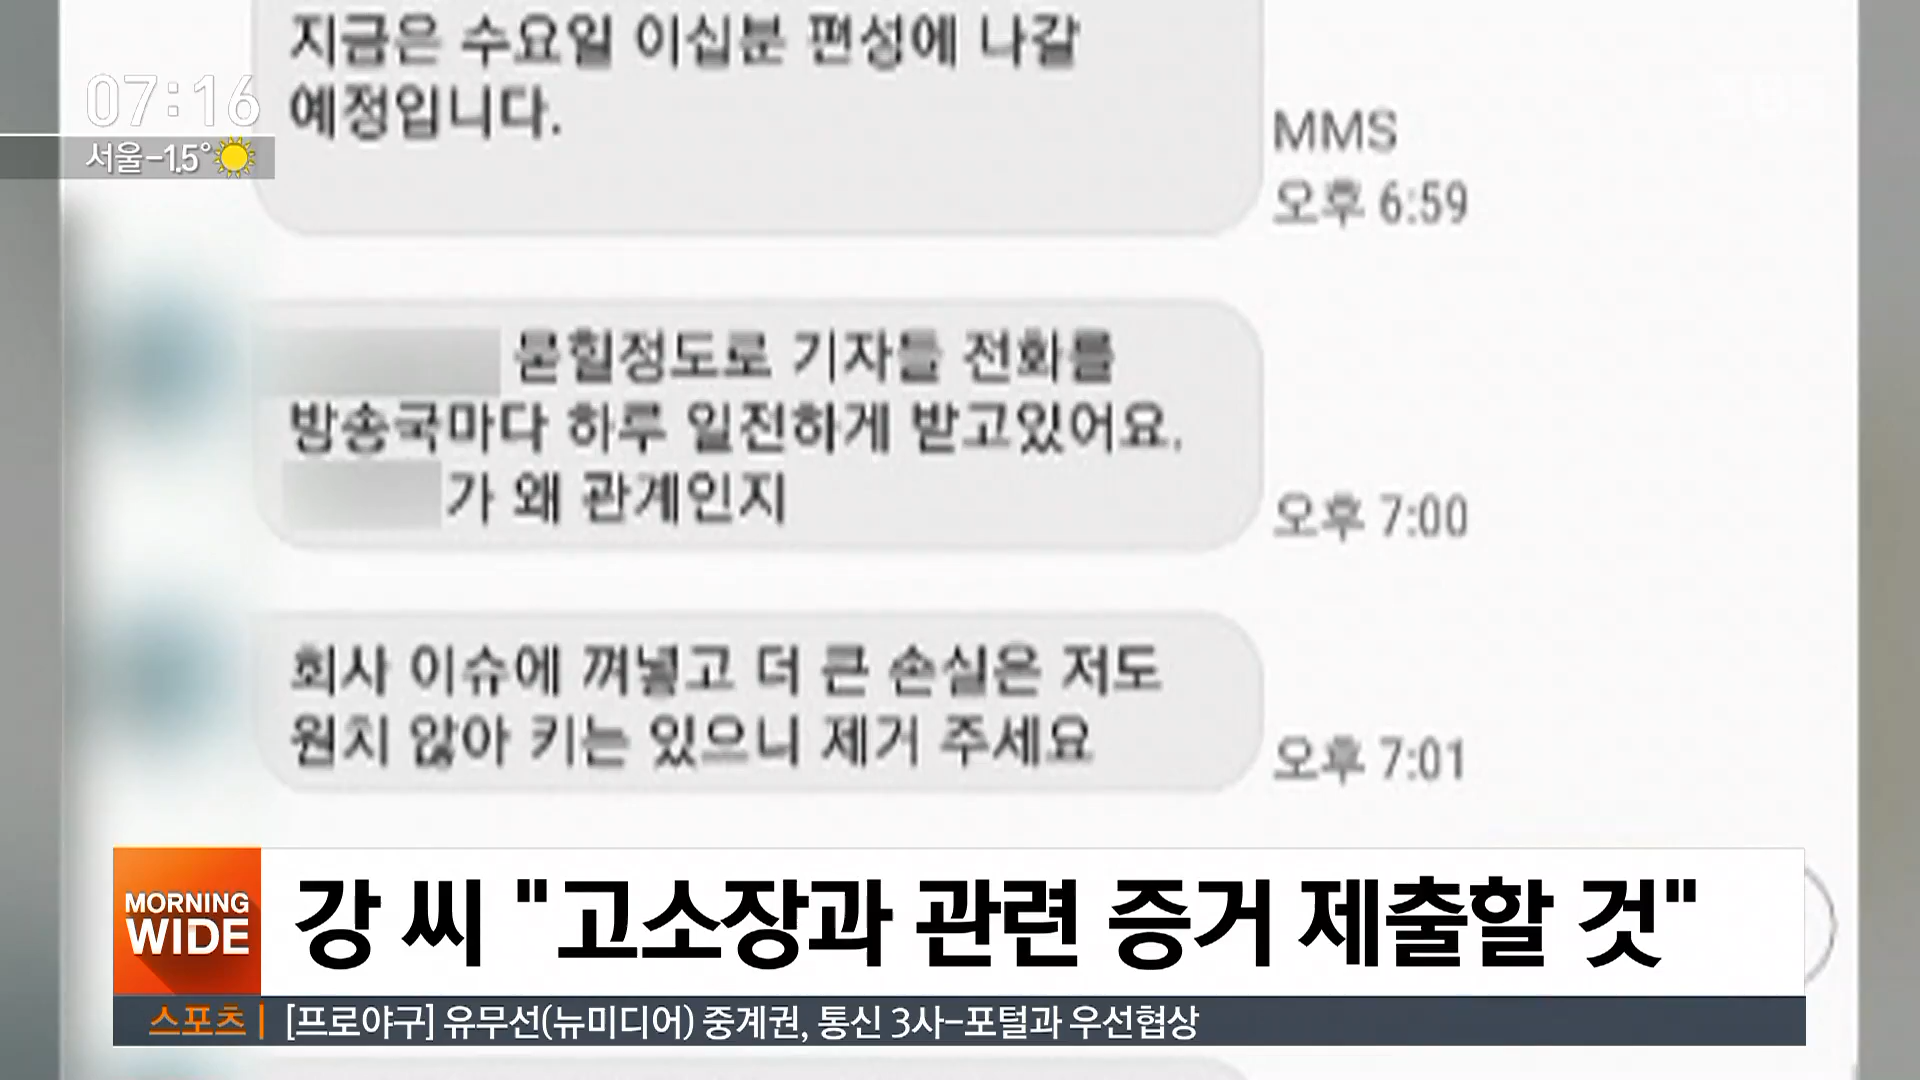 지금은 수요일 이십분 편성에 나갈
예정입니다.
07:16
서울-1.5°
MMS
오후 6:59
묻힐정도로 기자들 전화를
방송국마다 하루 일전하게 받고있어요.
가 왜 관계인지
오후 7:00
회사 이슈에 껴넣고 더 큰 손실은 저도
원치 않아 키는 있으니 제거 주세요
오후 7:01
MORNING
WIDE
강 씨 "고소장과 관련 증거 제출할 것"
스포츠 | [프로야구] 유무선(뉴미디어) 중계권, 통신 3사-포털과 우선협상